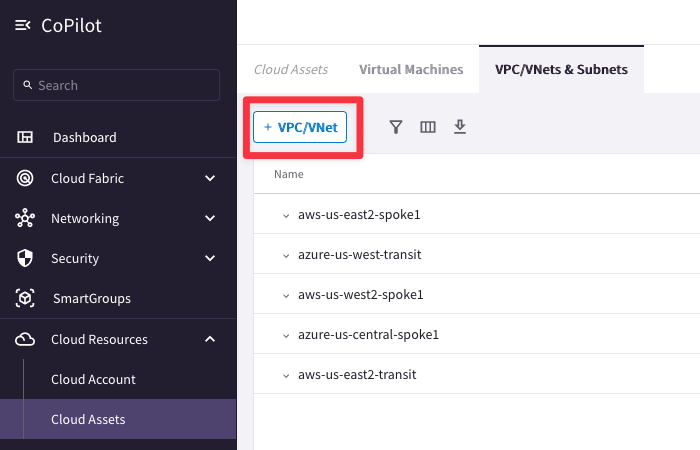 CoPilot
Search
Dashboard
Cloud Fabric
Networking
Security
SmartGroups
Cloud Resources
Cloud Account
Cloud Assets
Cloud Assets Virtual Machines VPC/VNets & Subnets
+ VPC/VNet
Name
aws-us-east2-spoke1
azure-us-west-transit
aws-us-west2-spoke1
azure-us-central-spoke1
aws-us-east2-transit